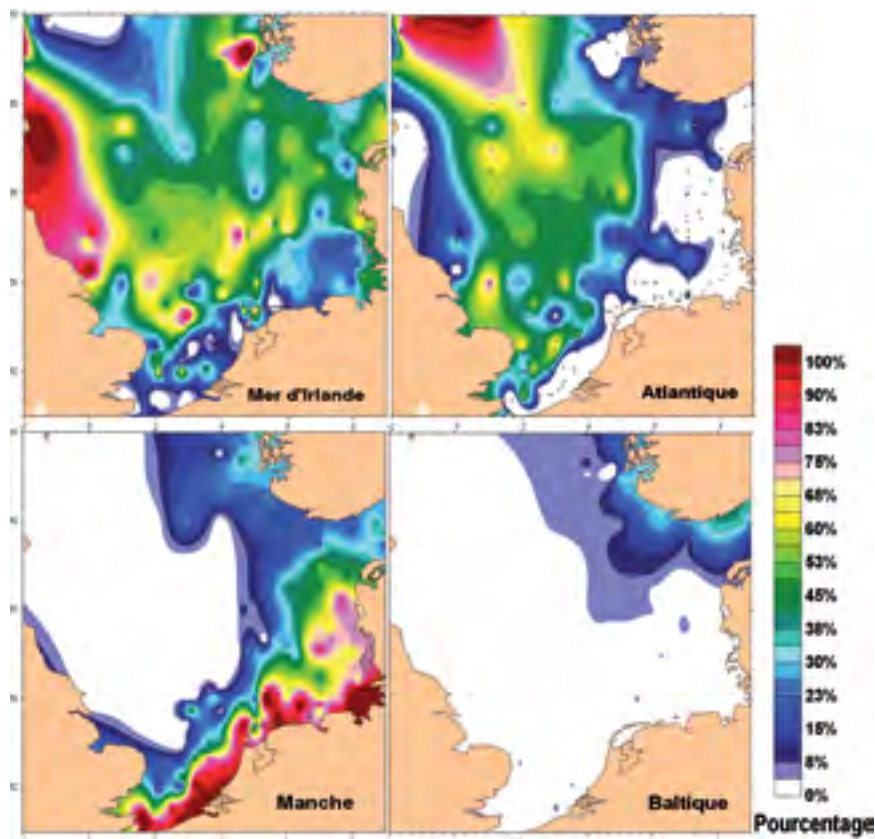 Mer d'Irlande
Atlantique
Manche
Baltique
100%
90%
83%
75%
68%
60%
53%
45%
38%
30%
23%
15%
8%
0%
Pourcentage